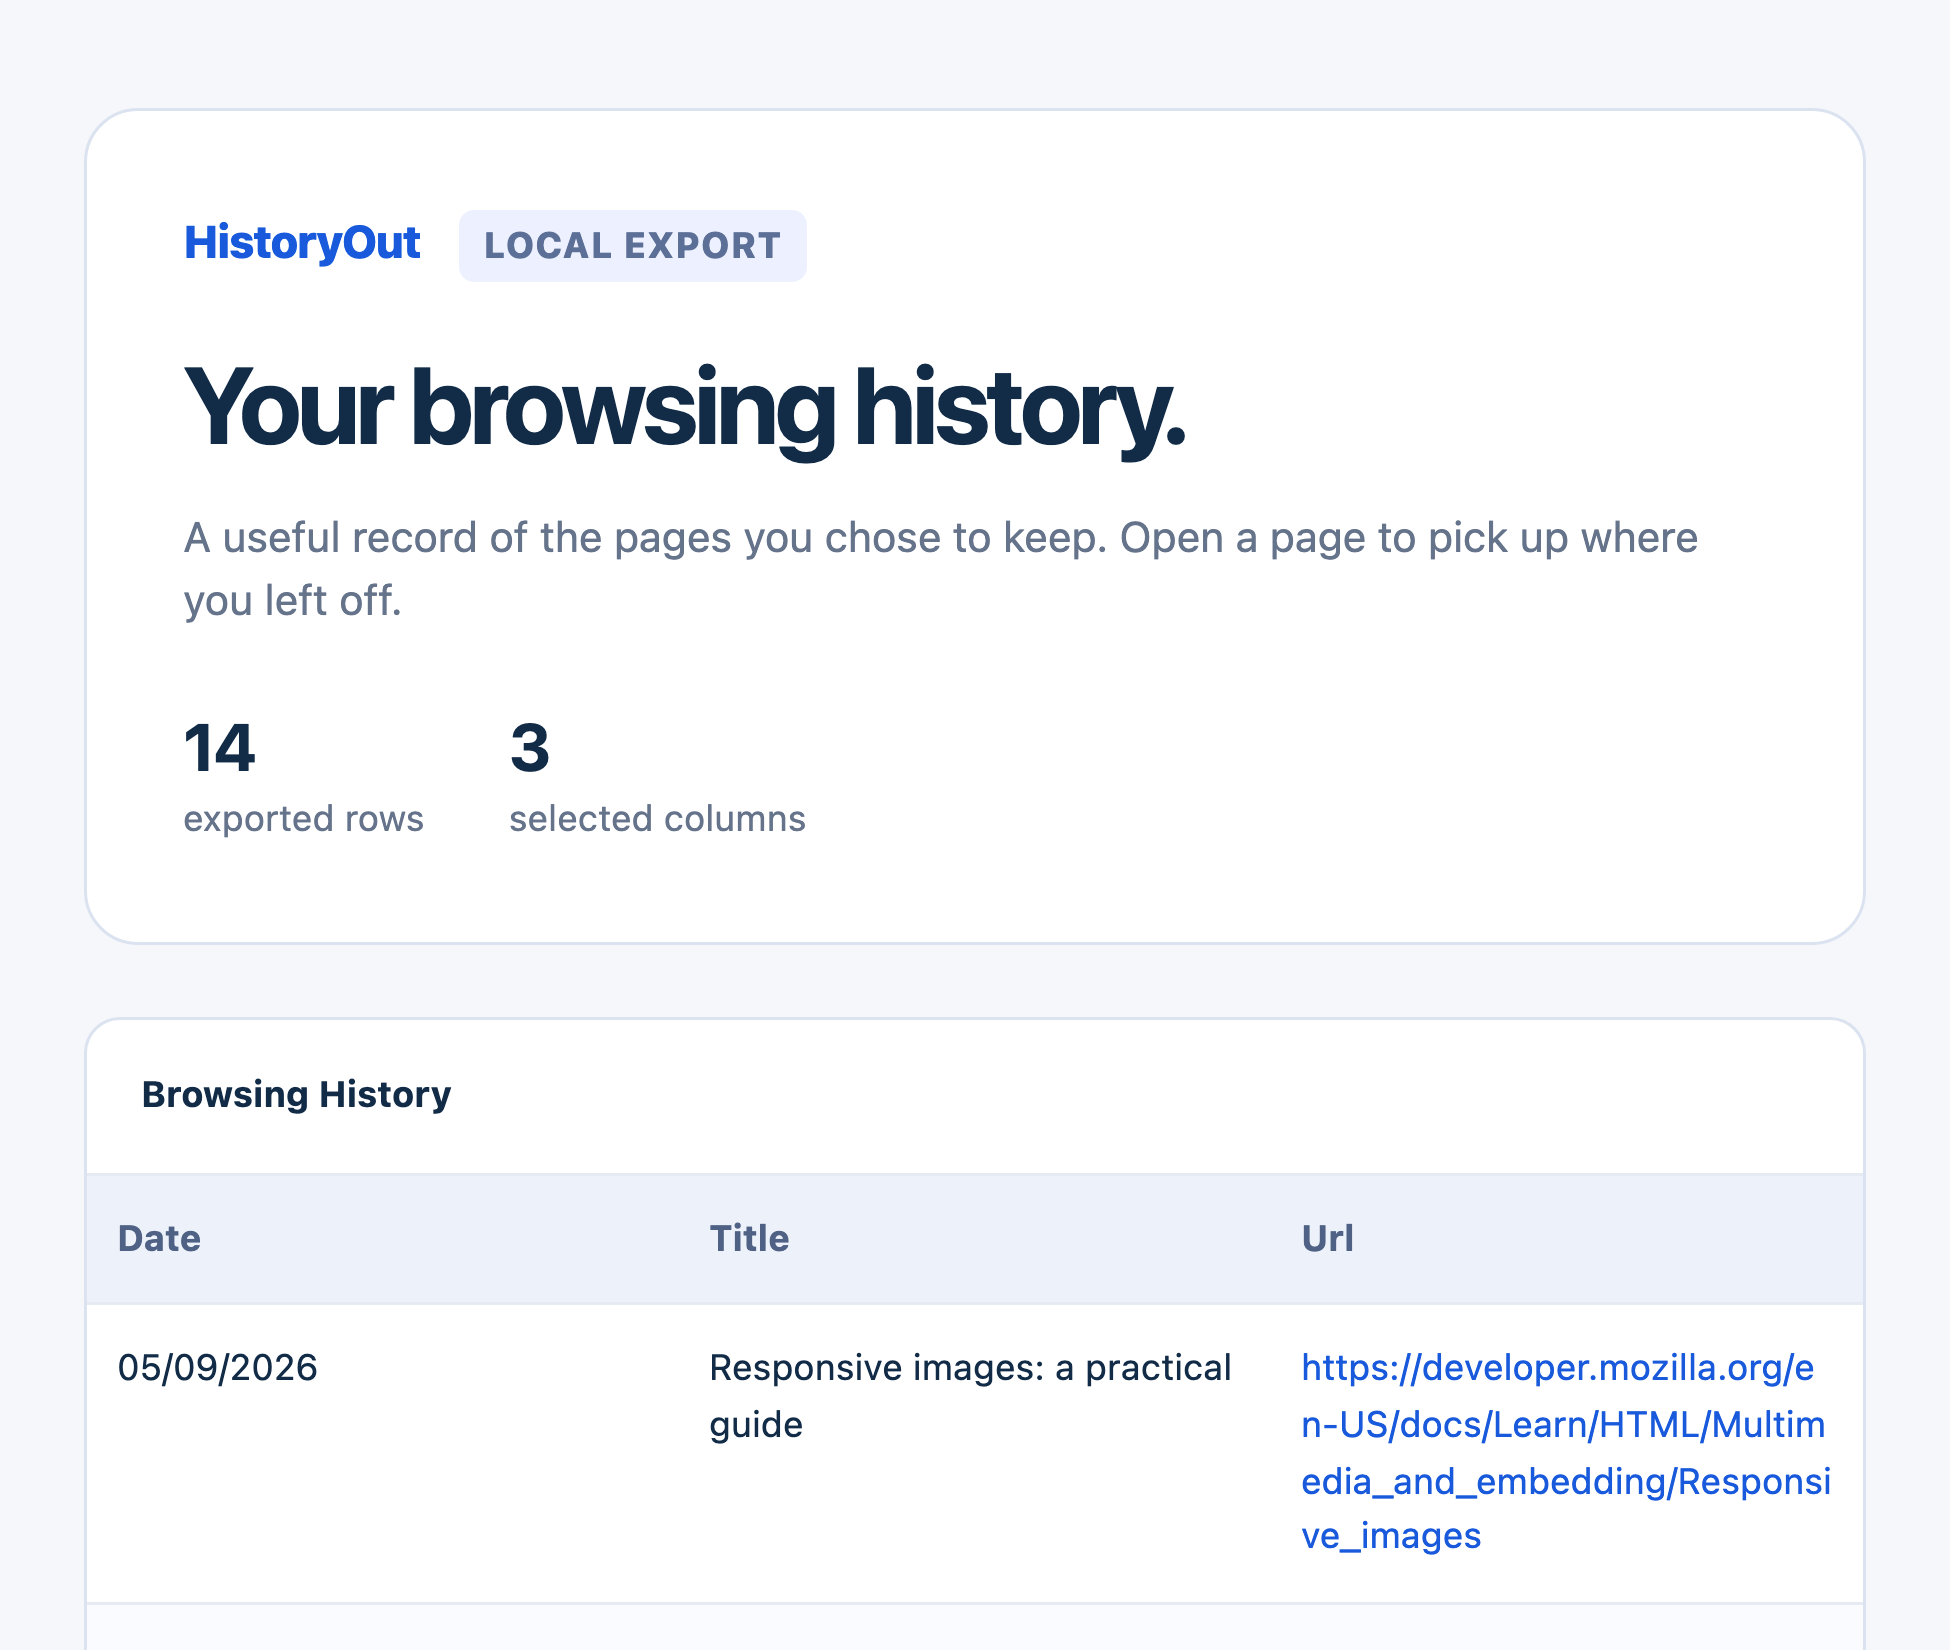 HistoryOut LOCAL EXPORT
Your browsing history.
A useful record of the pages you chose to keep. Open a page to pick up where
you left off.
14 3
exported rows selected columns
Browsing History
Date Title Url
05/09/2026 Responsive images: a practical https://developer.mozilla.org/e
guide n-US/docs/Learn/HTML/Multim
edia_and_embedding/Responsi
ve_images